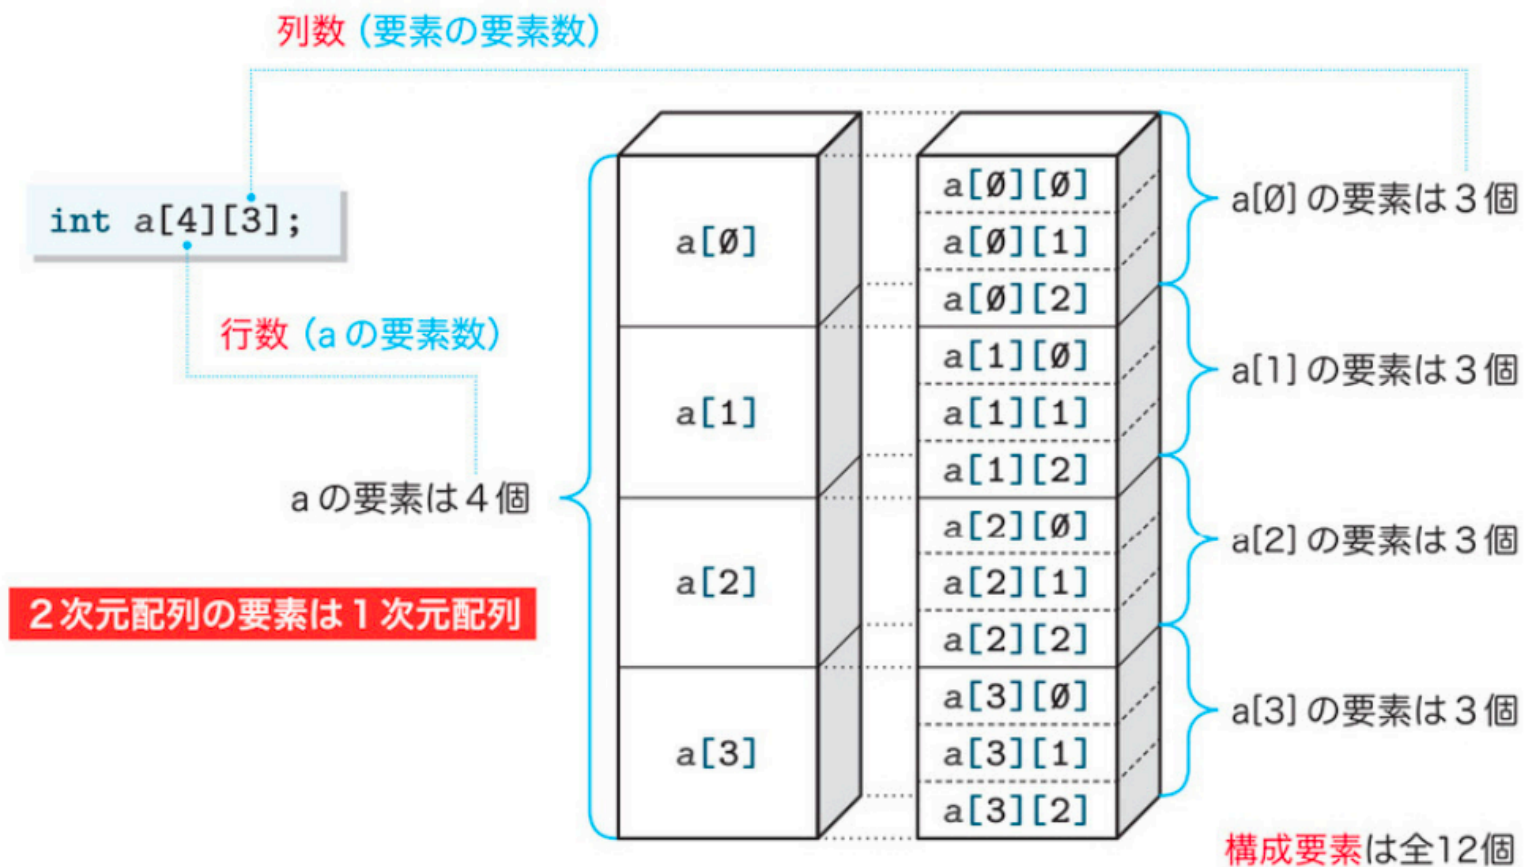 列数（要素の要素数）
int a[4][3];
行数（aの要素数）
aの要素は４個
２次元配列の要素は１次元配列
a[0]
a[1]
a[2]
a[3]
a[0][0]
a[0][1]
a[0][2]
a[1][0]
a[1][1]
a[1][2]
a[2][0]
a[2][1]
a[2][2]
a[3][0]
a[3][1]
a[3][2]
a[0]の要素は３個
a[1]の要素は３個
a[2]の要素は３個
a[3]の要素は３個
構成要素は全12個